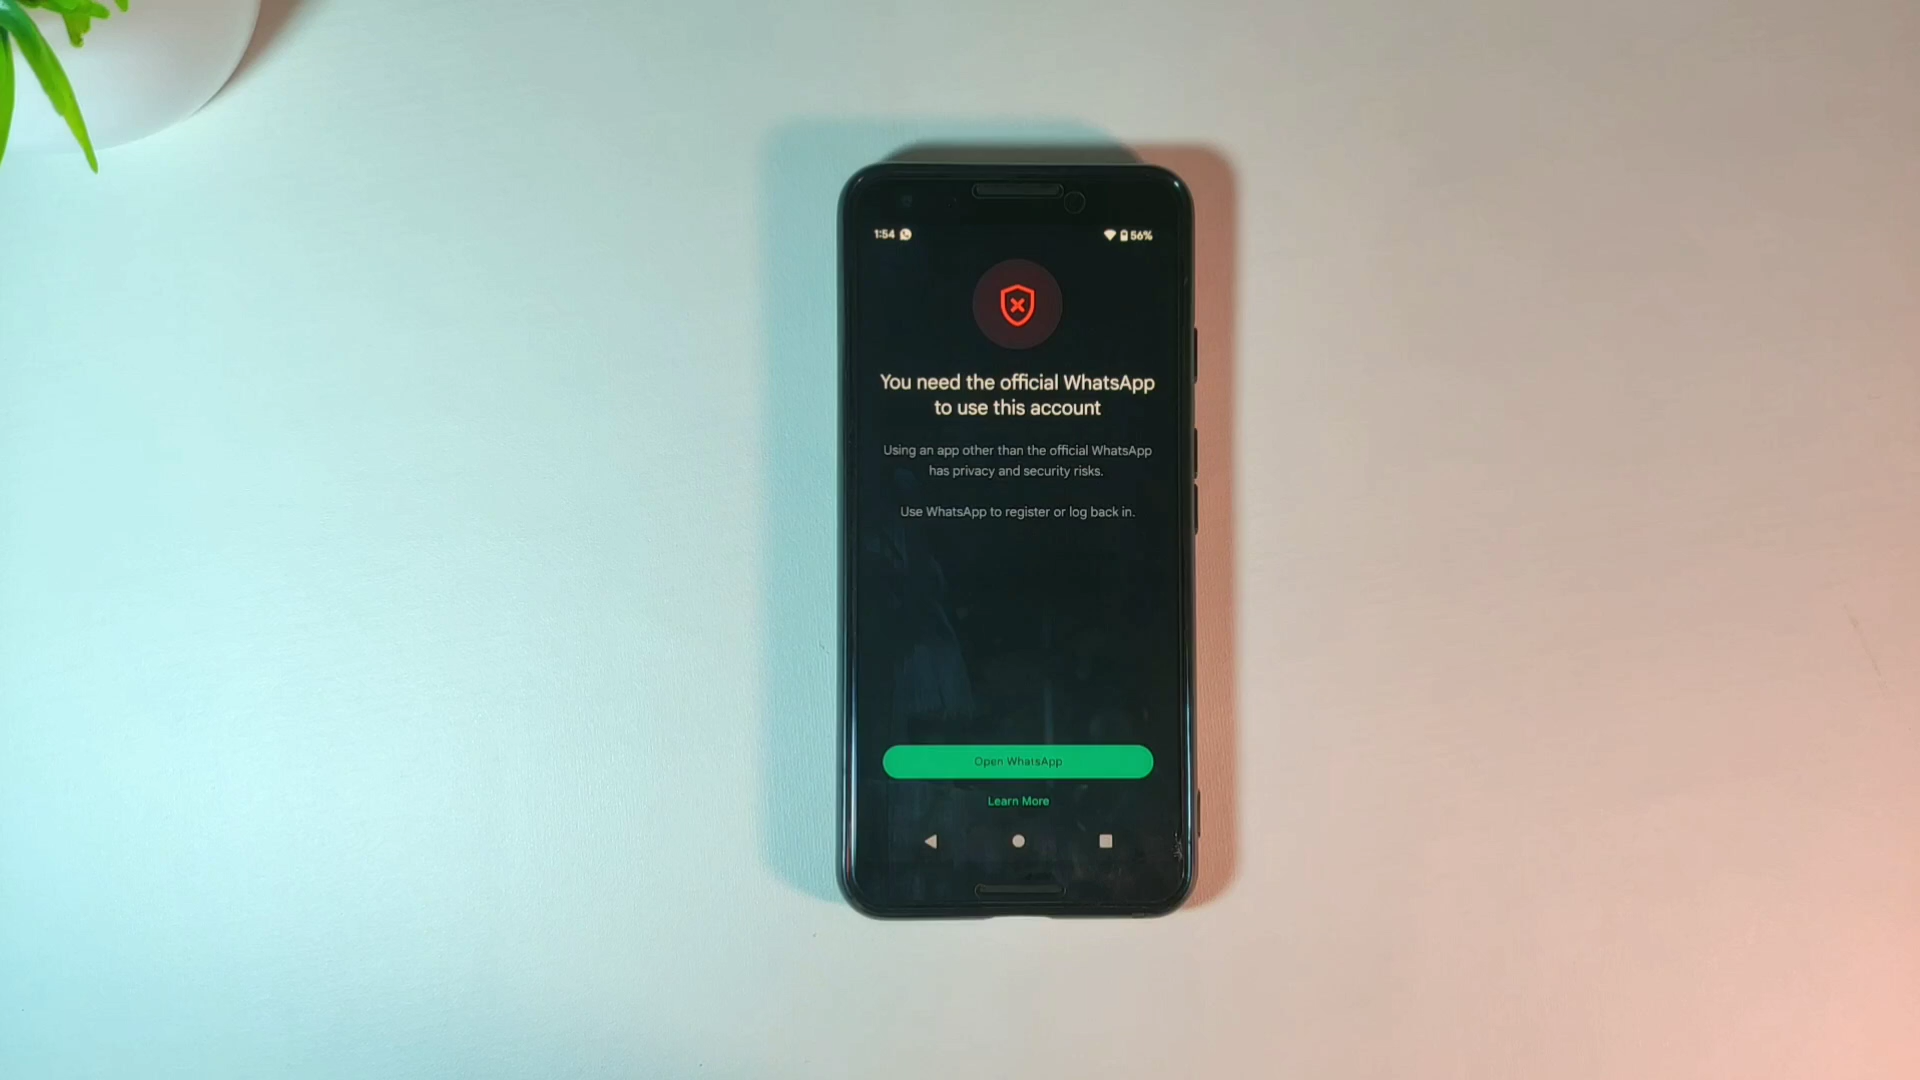 1:54 56%
You need the official WhatsApp
to use this account
Using an app other than the official WhatsApp
has privacy and security risks.
Use WhatsApp to register or log back in.
Open WhatsApp
Learn More